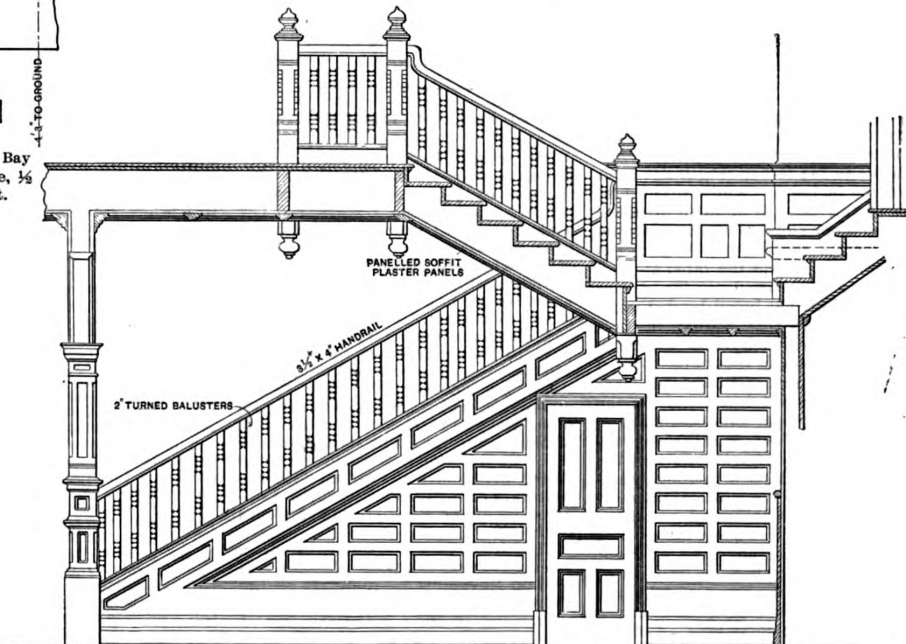 4'-3" TO GROUND
Bay
e, ½
t.
PANELLED SOFFIT
PLASTER PANELS
3½" X 4" HANDRAIL
2" TURNED BALUSTERS